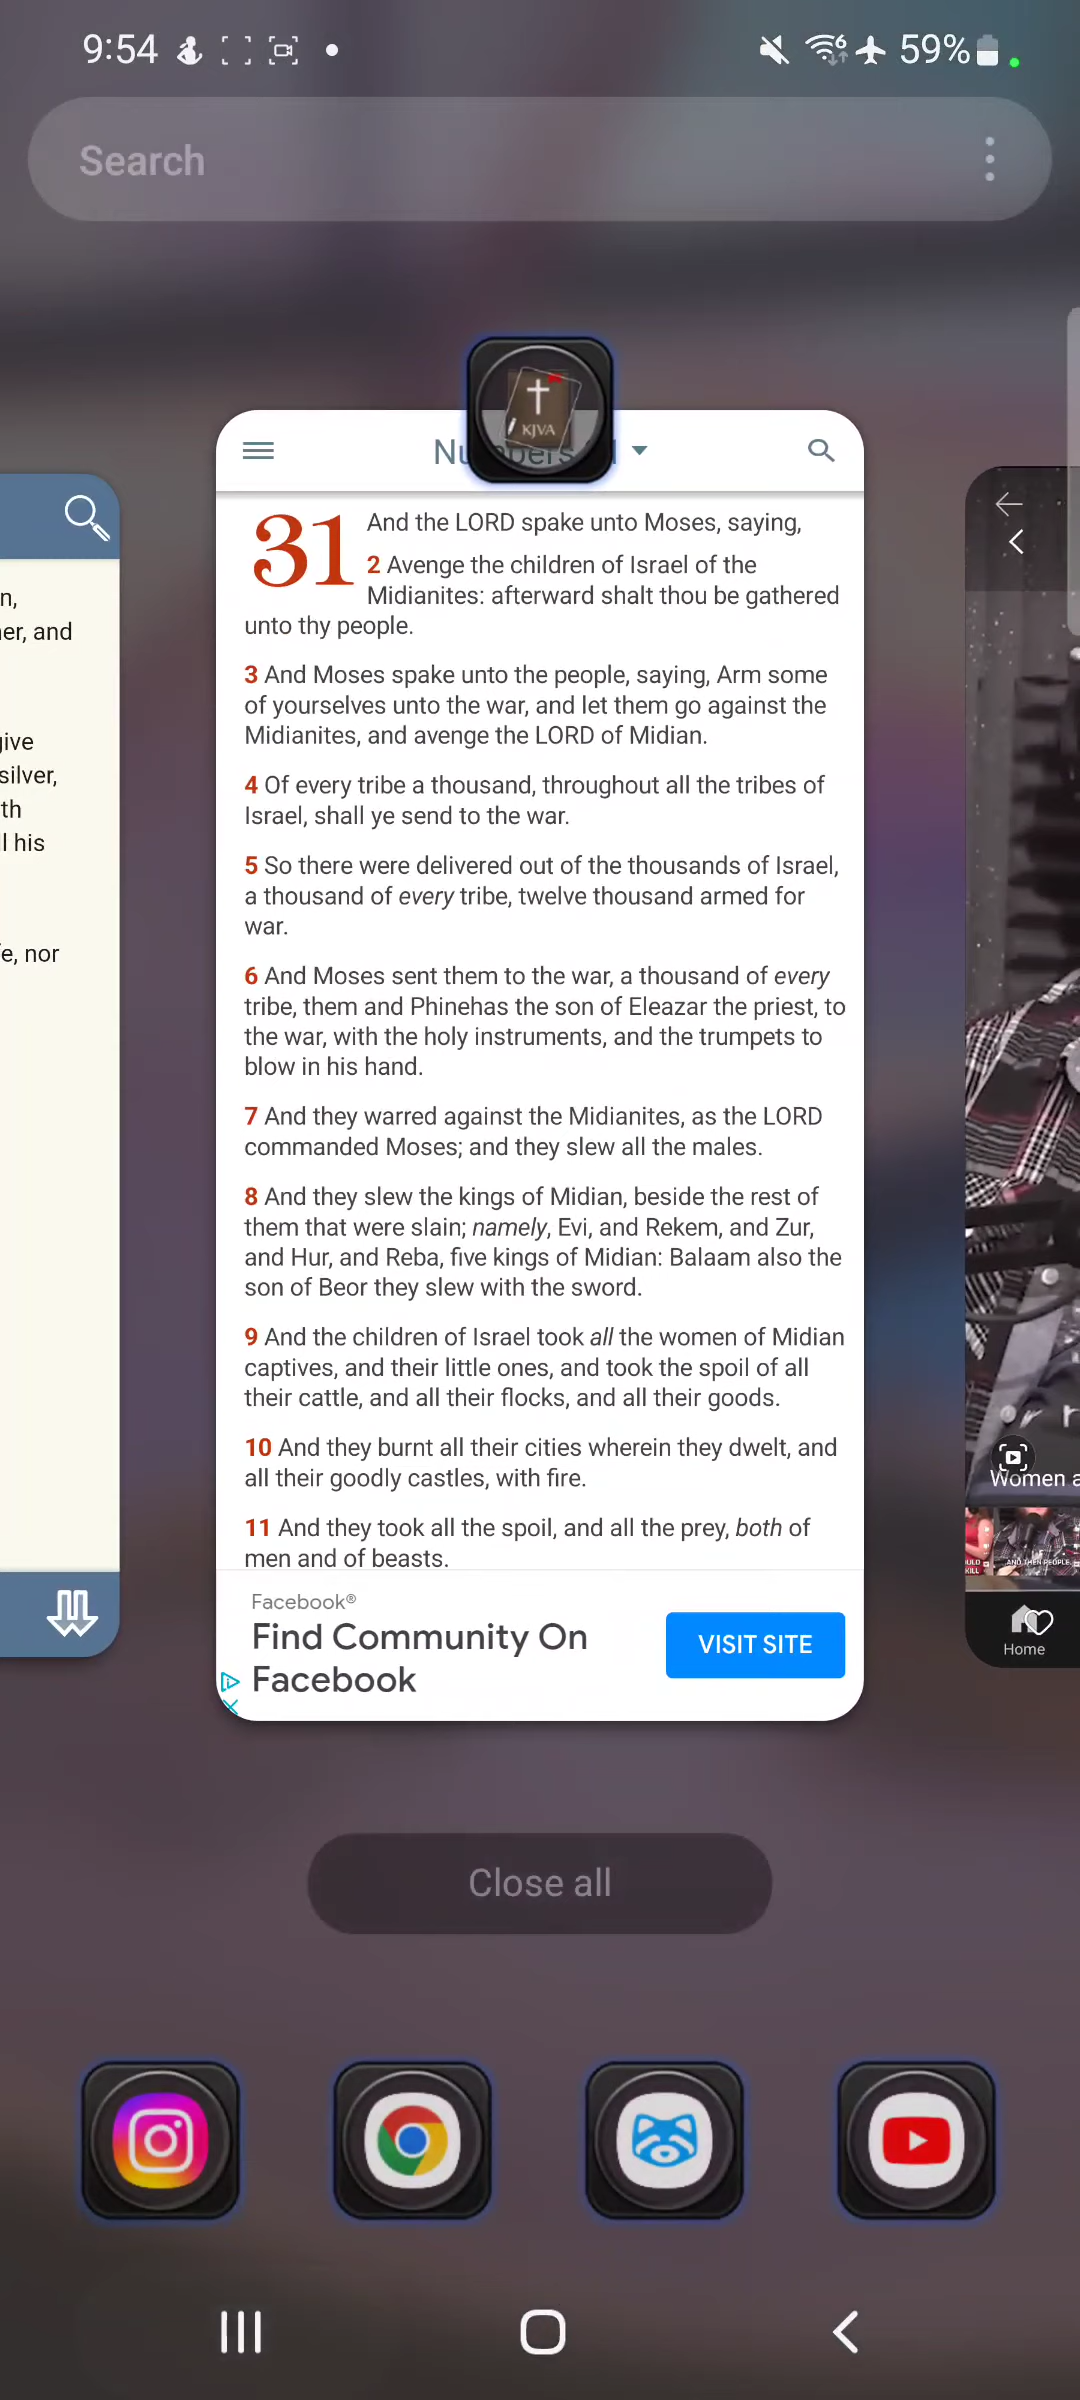 9:54
6
59%
Search
KJVA
31 And the LORD spake unto Moses, saying,
2 Avenge the children of Israel of the
Midianites: afterward shalt thou be gathered
unto thy people.
3 And Moses spake unto the people, saying, Arm some
of yourselves unto the war, and let them go against the
Midianites, and avenge the LORD of Midian.
4 Of every tribe a thousand, throughout all the tribes of
Israel, shall ye send to the war.
5 So there were delivered out of the thousands of Israel,
a thousand of every tribe, twelve thousand armed for
war.
6 And Moses sent them to the war, a thousand of every
tribe, them and Phinehas the son of Eleazar the priest, to
the war, with the holy instruments, and the trumpets to
blow in his hand.
7 And they warred against the Midianites, as the LORD
commanded Moses; and they slew all the males.
8 And they slew the kings of Midian, beside the rest of
them that were slain; namely, Evi, and Rekem, and Zur,
and Hur, and Reba, five kings of Midian: Balaam also the
son of Beor they slew with the sword.
9 And the children of Israel took all the women of Midian
captives, and their little ones, and took the spoil of all
their cattle, and all their flocks, and all their goods.
10 And they burnt all their cities wherein they dwelt, and
all their goodly castles, with fire.
11 And they took all the spoil, and all the prey, both of
men and of beasts.
Facebook®
Find Community On
Facebook
VISIT SITE
n,
er, and
give
silver,
th
l his
e, nor
Women a
AND THEN PEOPLE
Home
Close all